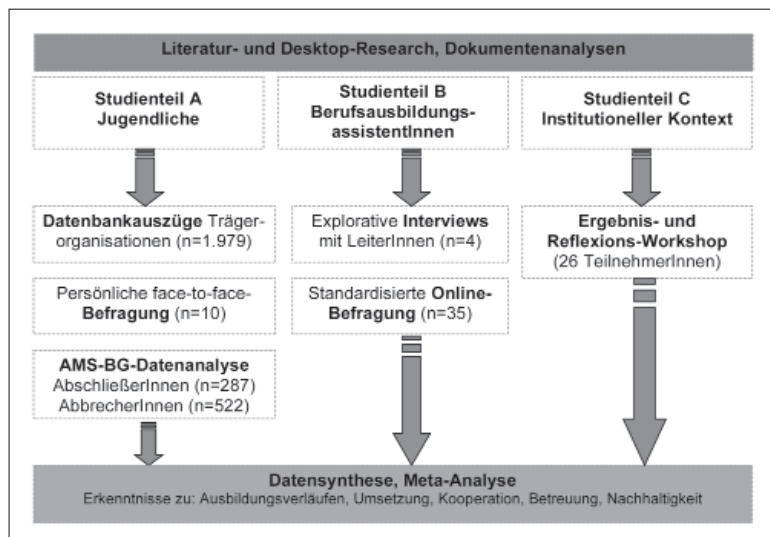 Literatur- und Desktop-Research, Dokumentenanalysen
Studienteil A
Jugendliche
Datenbankauszüge Träger-
organisationen (n=1.979)
Persönliche face-to-face-
Befragung (n=10)
AMS-BG-Datenanalyse
AbschließerInnen (n=287)
AbbrecherInnen (n=522)
Studienteil B
Berufsausbildungs-
assistentInnen
Explorative Interviews
mit LeiterInnen (n=4)
Standardisierte Online-
Befragung (n=35)
Studienteil C
Institutioneller Kontext
Ergebnis- und
Reflexions-Workshop
(26 TeilnehmerInnen)
Datensynthese, Meta-Analyse
Erkenntnisse zu: Ausbildungsverläufen, Umsetzung, Kooperation, Betreuung, Nachhaltigkeit